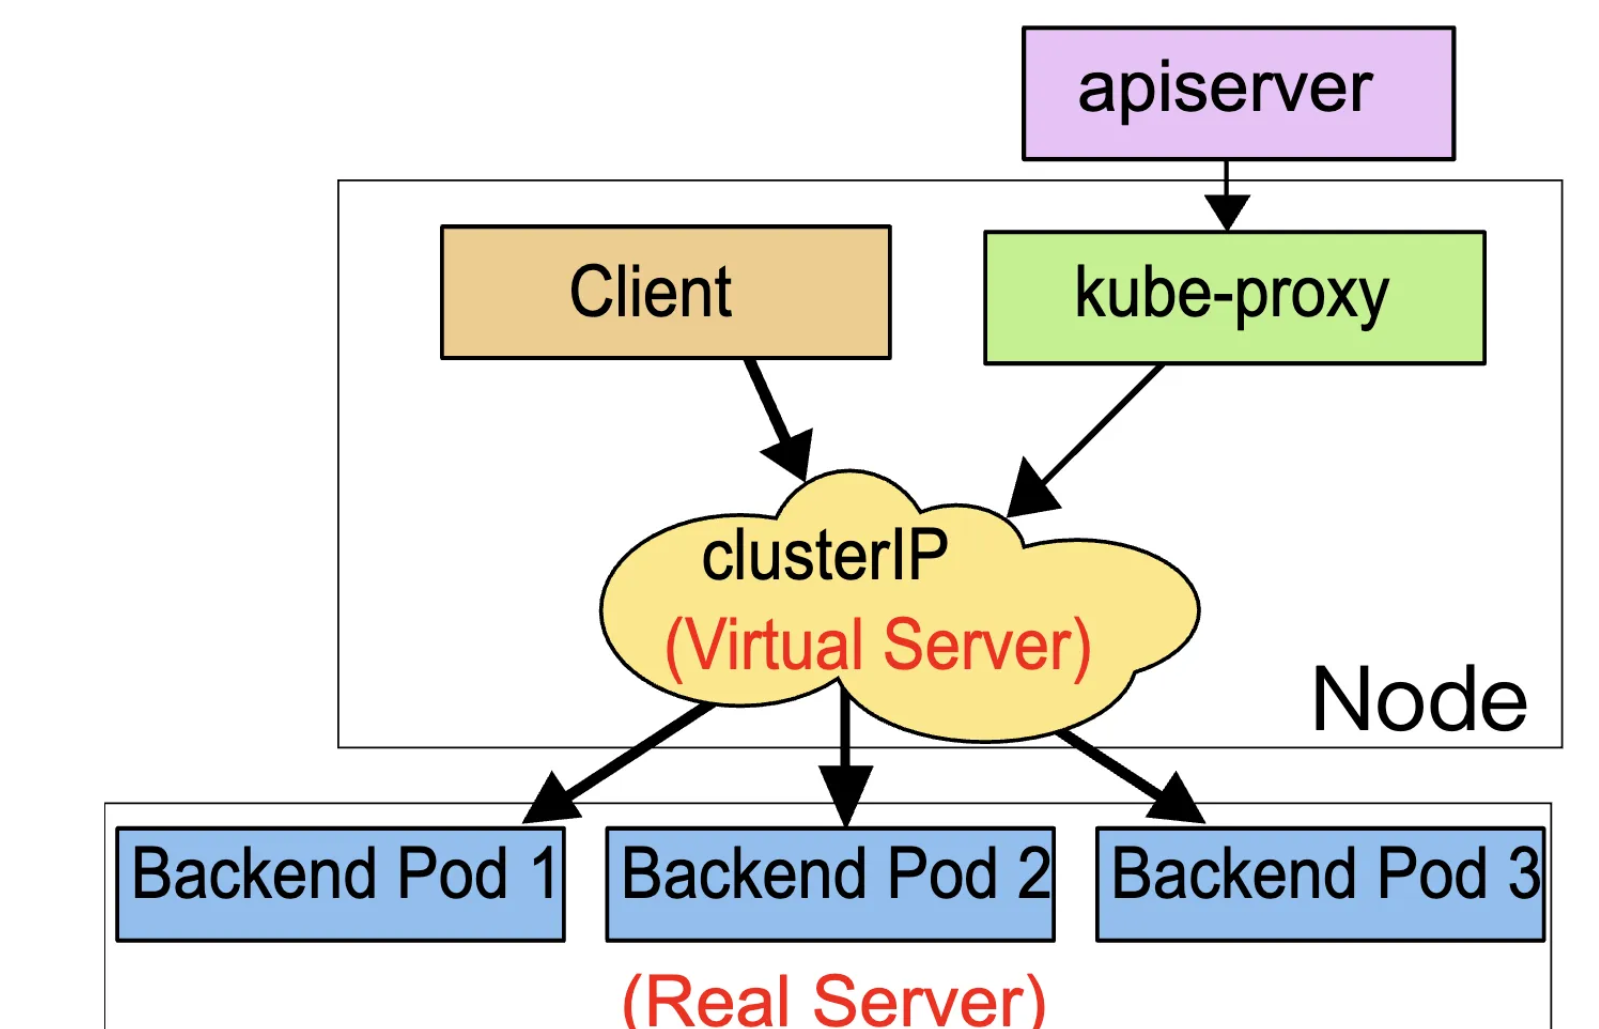 apiserver
Client
kube-proxy
clusterIP
(Virtual Server)
Node
Backend Pod 1
Backend Pod 2
Backend Pod 3
(Real Server)